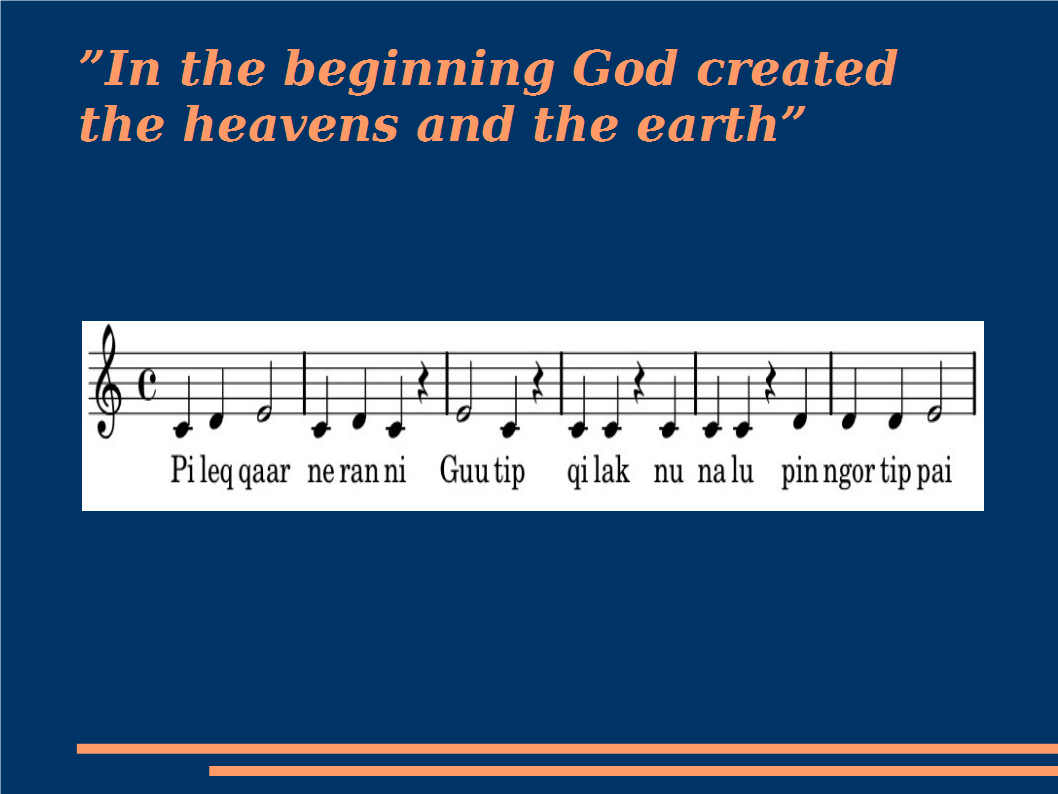 ”In the beginning God created
the heavens and the earth”
Pi leq qaar ne ran ni Guu tip qi lak nu na lu pin ngor tip pai